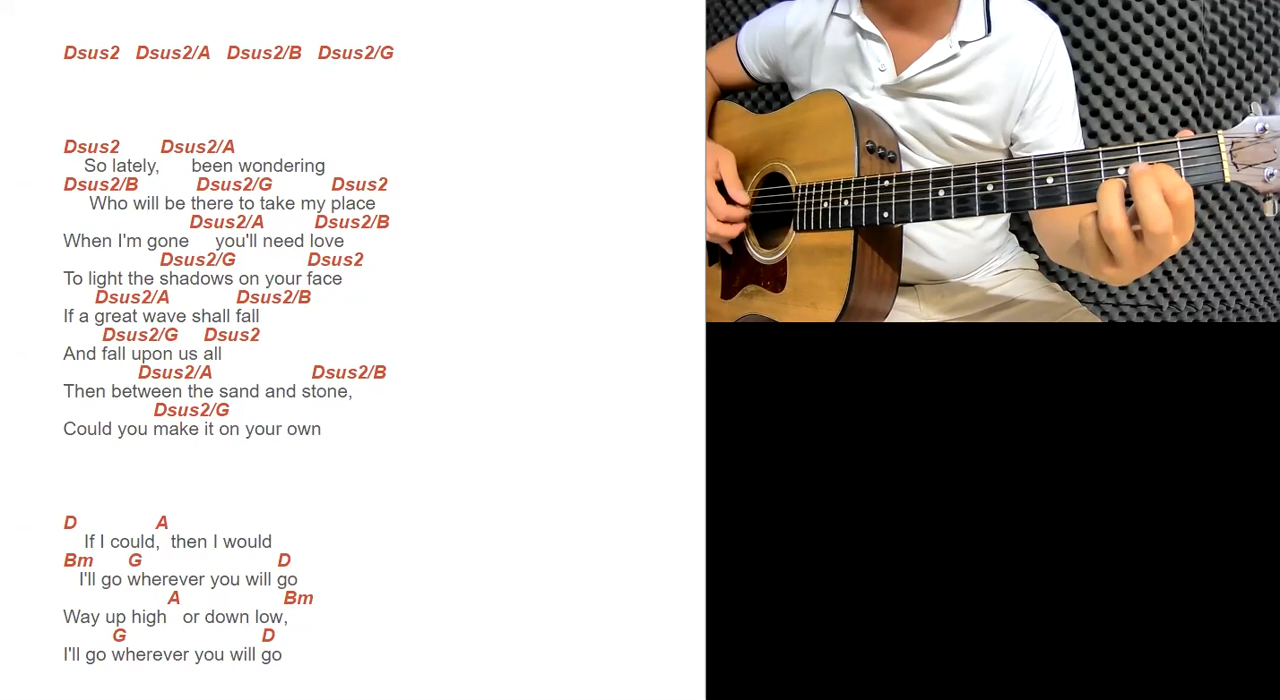 Dsus2 Dsus2/A Dsus2/B Dsus2/G
Dsus2 Dsus2/A
So lately, been wondering
Dsus2/B Dsus2/G Dsus2
Who will be there to take my place
Dsus2/A Dsus2/B
When I'm gone you'll need love
Dsus2/G Dsus2
To light the shadows on your face
Dsus2/A Dsus2/B
If a great wave shall fall
Dsus2/G Dsus2
And fall upon us all
Dsus2/A Dsus2/B
Then between the sand and stone,
Dsus2/G
Could you make it on your own
D A
If I could, then I would
Bm G D
I'll go wherever you will go
A Bm
Way up high or down low,
G D
I'll go wherever you will go